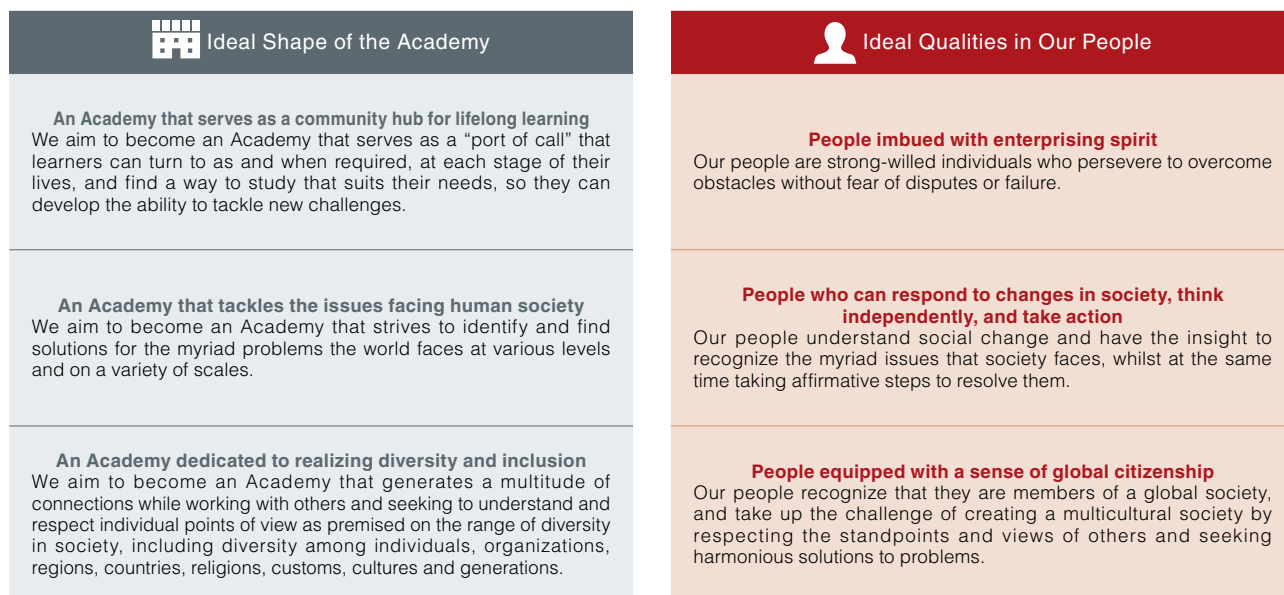 Ideal Shape of the Academy
An Academy that serves as a community hub for lifelong learning
We aim to become an Academy that serves as a “port of call” that
learners can turn to as and when required, at each stage of their
lives, and find a way to study that suits their needs, so they can
develop the ability to tackle new challenges.
An Academy that tackles the issues facing human society
We aim to become an Academy that strives to identify and find
solutions for the myriad problems the world faces at various levels
and on a variety of scales.
An Academy dedicated to realizing diversity and inclusion
We aim to become an Academy that generates a multitude of
connections while working with others and seeking to understand and
respect individual points of view as premised on the range of diversity
in society, including diversity among individuals, organizations,
regions, countries, religions, customs, cultures and generations.
Ideal Qualities in Our People
People imbued with enterprising spirit
Our people are strong-willed individuals who persevere to overcome
obstacles without fear of disputes or failure.
People who can respond to changes in society, think
independently, and take action
Our people understand social change and have the insight to
recognize the myriad issues that society faces, whilst at the same
time taking affirmative steps to resolve them.
People equipped with a sense of global citizenship
Our people recognize that they are members of a global society,
and take up the challenge of creating a multicultural society by
respecting the standpoints and views of others and seeking
harmonious solutions to problems.